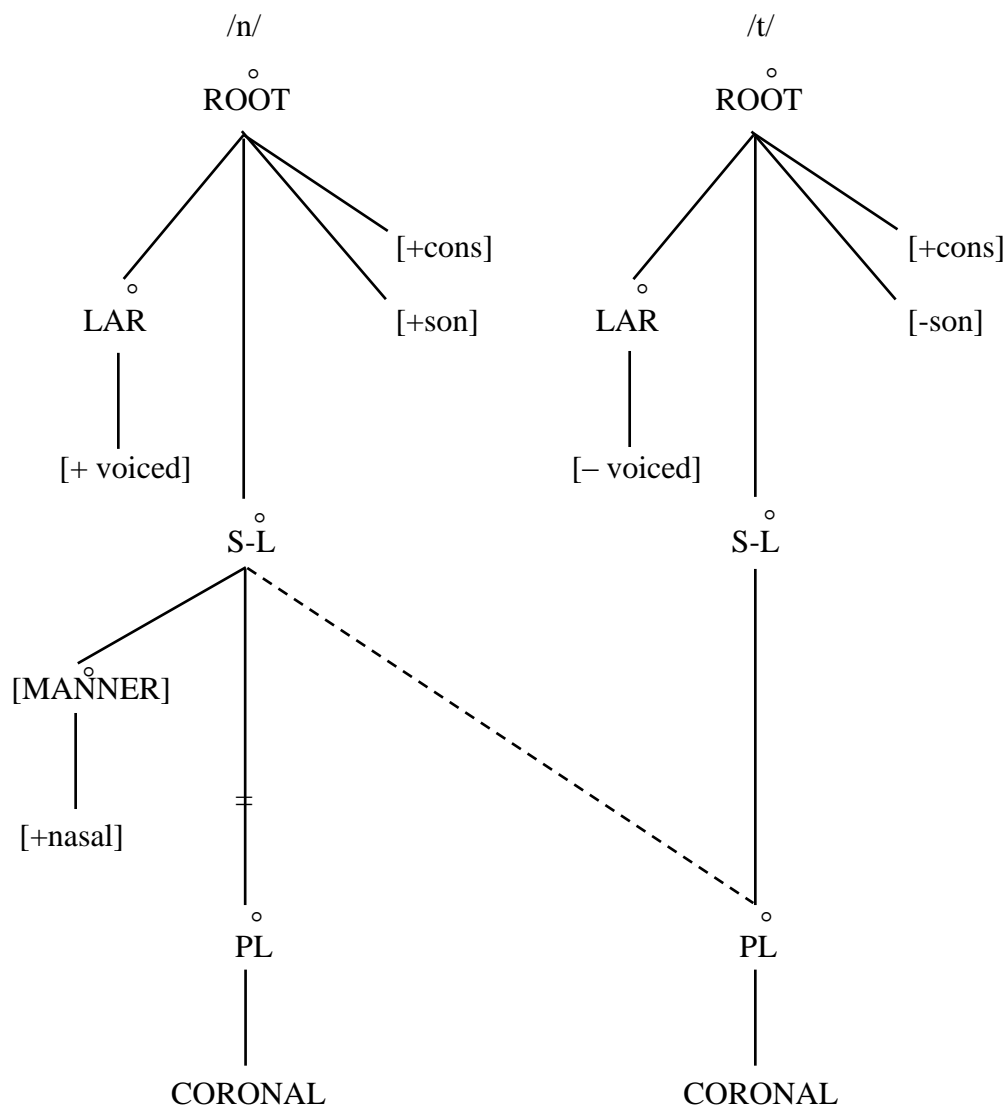 /n/ /t/
ROOT ROOT
[+cons] [+cons]
LAR [+son] LAR [-son]
[+ voiced] [– voiced]
S-L S-L
[MANNER]
[+nasal]
PL PL
CORONAL CORONAL